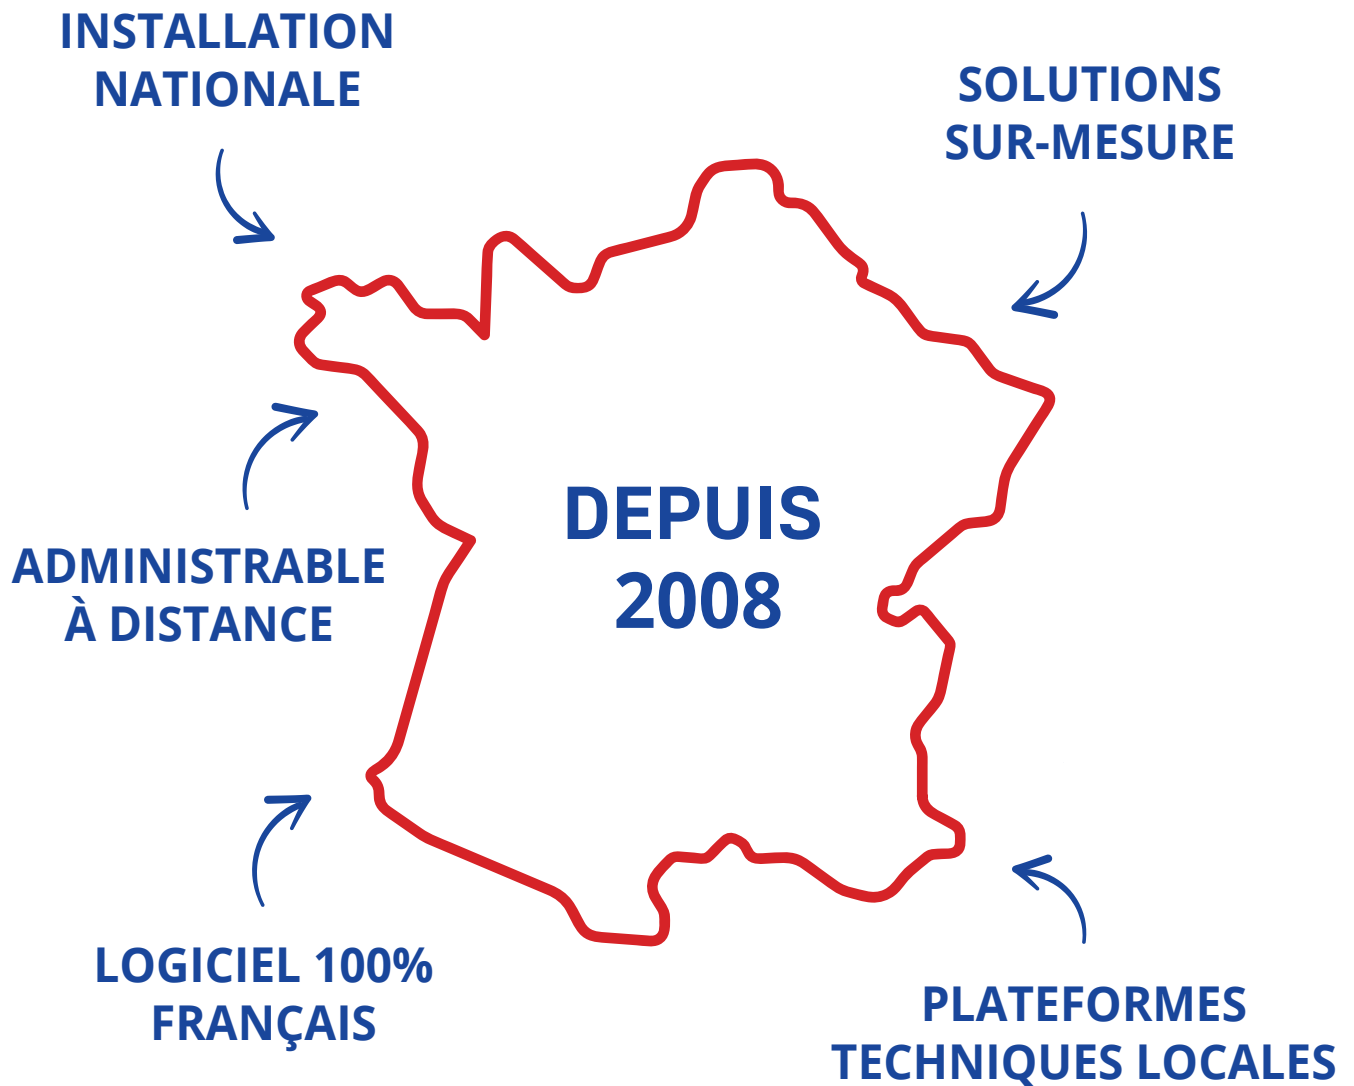 INSTALLATION
NATIONALE
SOLUTIONS
SUR-MESURE
DEPUIS
2008
ADMINISTRABLE
À DISTANCE
LOGICIEL 100%
FRANÇAIS
PLATEFORMES
TECHNIQUES LOCALES